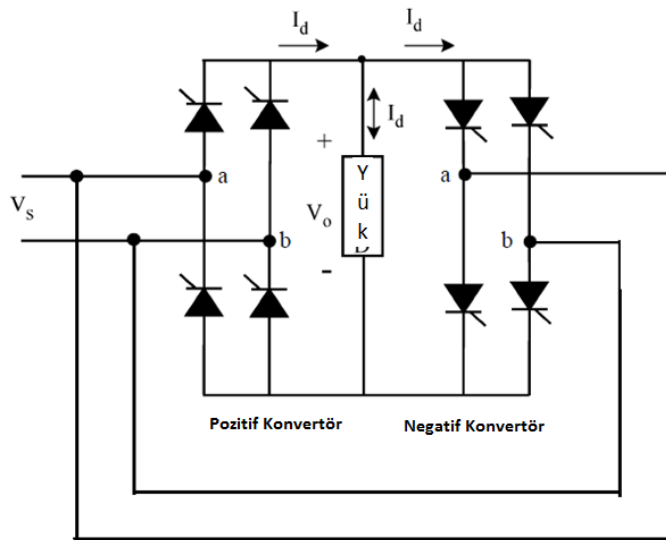 I_d I_d
I_d
+
Y
ü
k
V_o
-
a
a
V_s
b
b
Pozitif Konvertör Negatif Konvertör